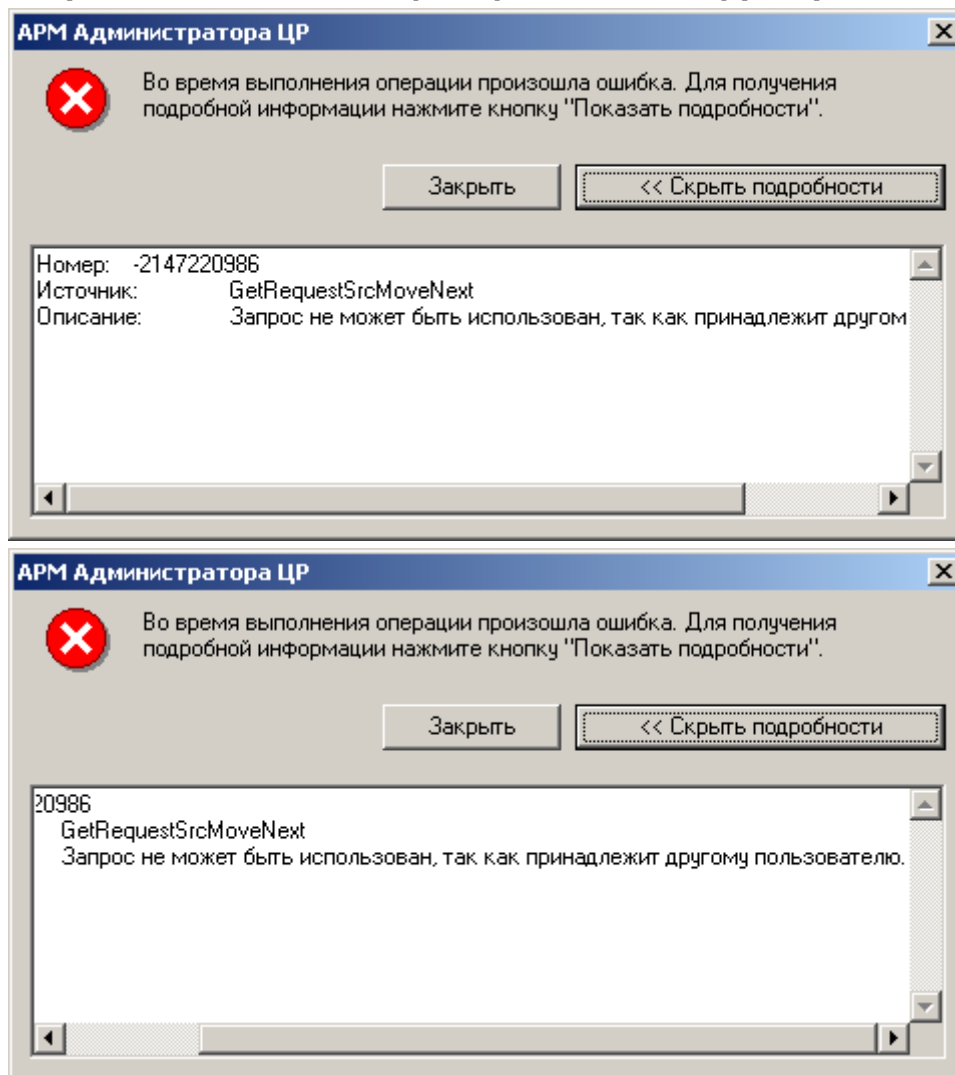 АРМ Администратора ЦР
Во время выполнения операции произошла ошибка. Для получения
подробной информации нажмите кнопку "Показать подробности".
Закрыть
<< Скрыть подробности
Номер: -2147220986
Источник: GetRequestSrcMoveNext
Описание: Запрос не может быть использован, так как принадлежит другом
АРМ Администратора ЦР
Во время выполнения операции произошла ошибка. Для получения
подробной информации нажмите кнопку "Показать подробности".
Закрыть
<< Скрыть подробности
20986
GetRequestSrcMoveNext
Запрос не может быть использован, так как принадлежит другому пользователю.